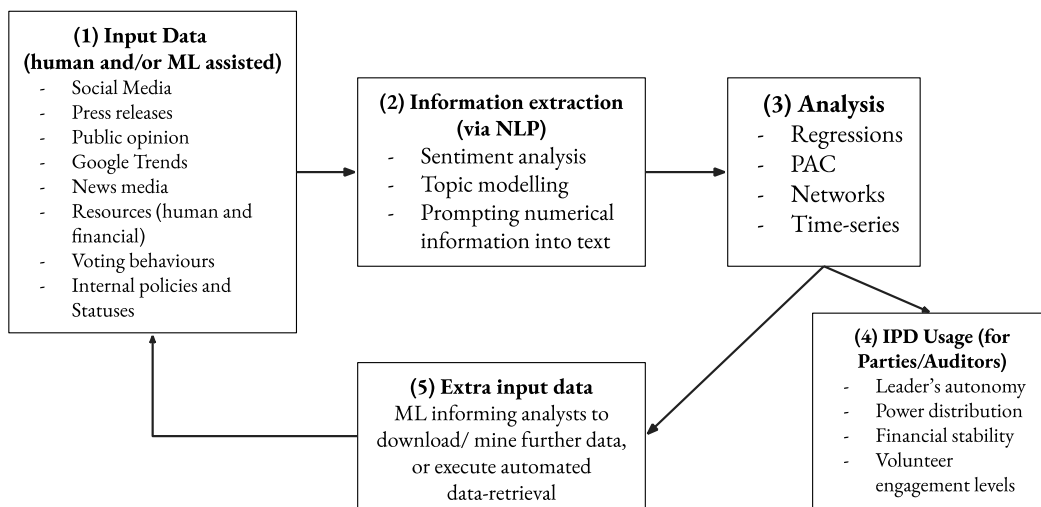 (1) Input Data
(human and/or ML assisted)
- Social Media
- Press releases
- Public opinion
- Google Trends
- News media
- Resources (human and
financial)
- Voting behaviours
- Internal policies and
Statuses
(2) Information extraction
(via NLP)
- Sentiment analysis
- Topic modelling
- Prompting numerical
information into text
(3) Analysis
- Regressions
- PAC
- Networks
- Time-series
(4) IPD Usage (for
Parties/Auditors)
- Leader's autonomy
- Power distribution
- Financial stability
- Volunteer
engagement levels
(5) Extra input data
ML informing analysts to
download/ mine further data,
or execute automated
data-retrieval